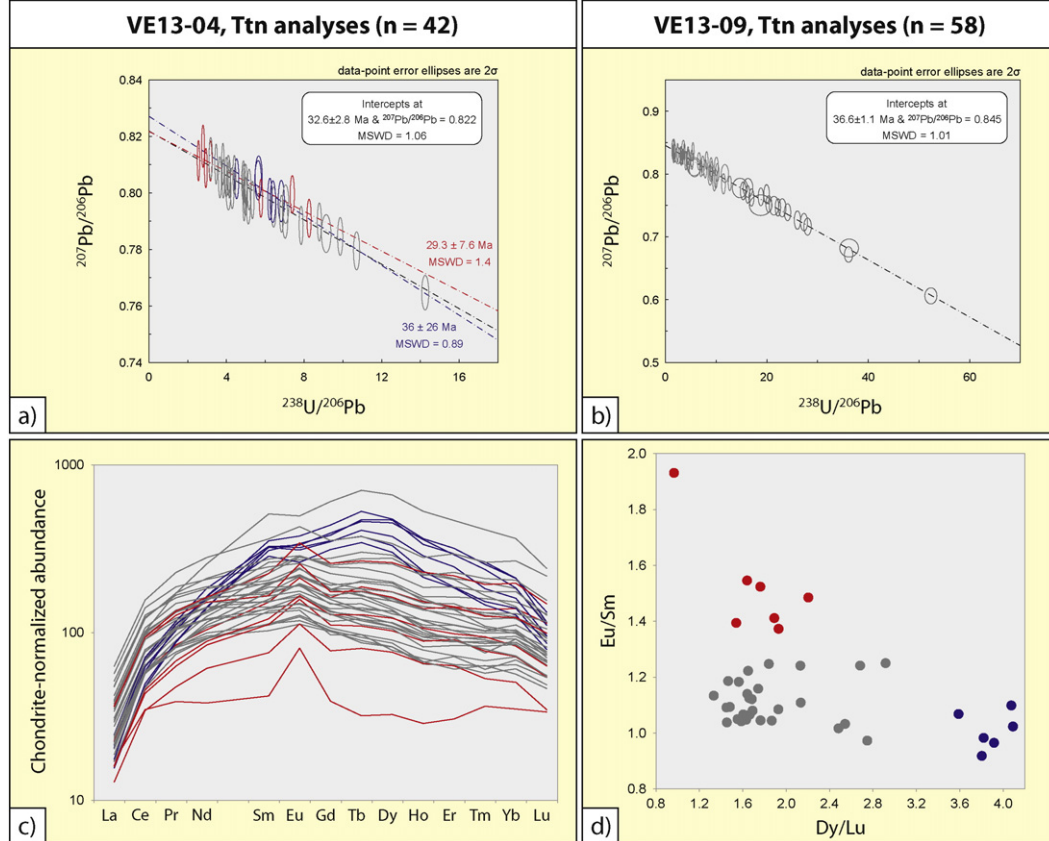 VE13-04, Ttn analyses (n = 42)
data-point error ellipses are 2σ
Intercepts at
32.6±2.8 Ma & ²⁰⁷Pb/²⁰⁶Pb = 0.822
MSWD = 1.06
0.84
0.82
0.80
0.78
0.76
0.74
²⁰⁷Pb/²⁰⁶Pb
29.3 ± 7.6 Ma
MSWD = 1.4
36 ± 26 Ma
MSWD = 0.89
0 4 8 12 16
²³⁸U/²⁰⁶Pb
a)
VE13-09, Ttn analyses (n = 58)
data-point error ellipses are 2σ
Intercepts at
36.6±1.1 Ma & ²⁰⁷Pb/²⁰⁶Pb = 0.845
MSWD = 1.01
0.9
0.8
0.7
0.6
0.5
²⁰⁷Pb/²⁰⁶Pb
0 20 40 60
²³⁸U/²⁰⁶Pb
b)
1000
100
10
Chondrite-normalized abundance
La Ce Pr Nd Sm Eu Gd Tb Dy Ho Er Tm Yb Lu
c)
2.0
1.8
1.6
1.4
1.2
1.0
0.8
Eu/Sm
0.8 1.2 1.6 2.0 2.4 2.8 3.2 3.6 4.0
Dy/Lu
d)